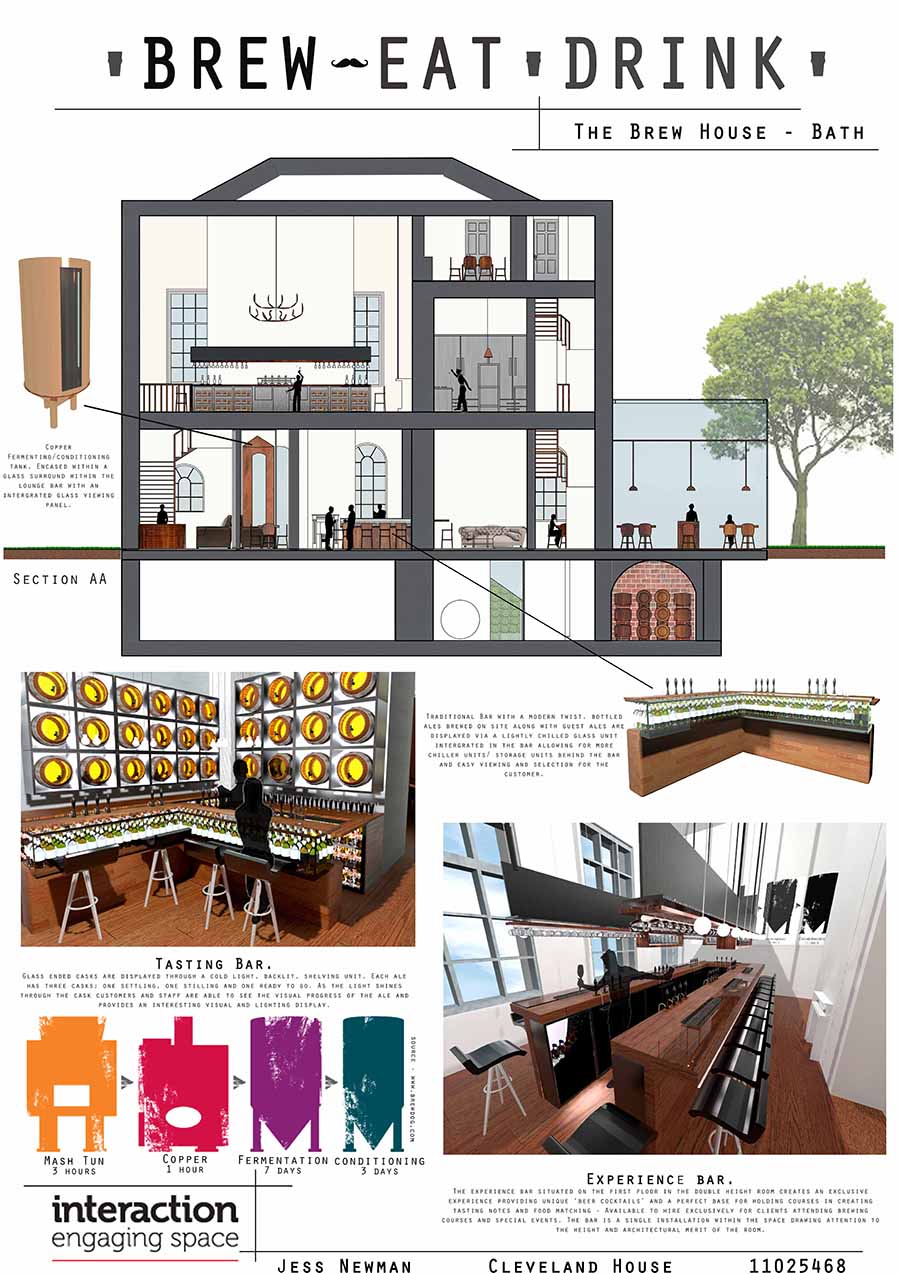 BREW EAT DRINK
The Brew House - Bath
Copper
Fermenting/conditioning
tank. Encased within a
glass surround within the
lounge bar with an
intergrated glass viewing
panel.
Section AA
Traditional Bar with a modern twist. bottled
ales brewed on site along with guest ales are
displayed via a lightly chilled glass unit
intergrated in the bar allowing for more
chiller units/ storage units behind the bar
and easy viewing and selection for the
customer.
Tasting Bar.
Glass ended casks are displayed through a cold light, backlit, shelving unit. Each ale
has three casks; one settling, one stilling and one ready to go. As the light shines
through the cask customers and staff are able to see the visual progress of the ale and
provides an interesting visual and lighting display.
Source - www.brewdog.com
Mash Tun
3 hours
Copper
1 hour
Fermentation
7 days
conditioning
3 days
Experience bar.
The experience bar situated on the first floor in the double height room creates an exclusive
experience providing unique 'beer cocktails' and a perfect base for holding courses in creating
tasting notes and food matching - Available to hire exclusively for clients attending brewing
courses and special events. The bar is a single installation within the space drawing attention to
the height and architectural merit of the room.
interaction
engaging space
Jess Newman Cleveland House 11025468